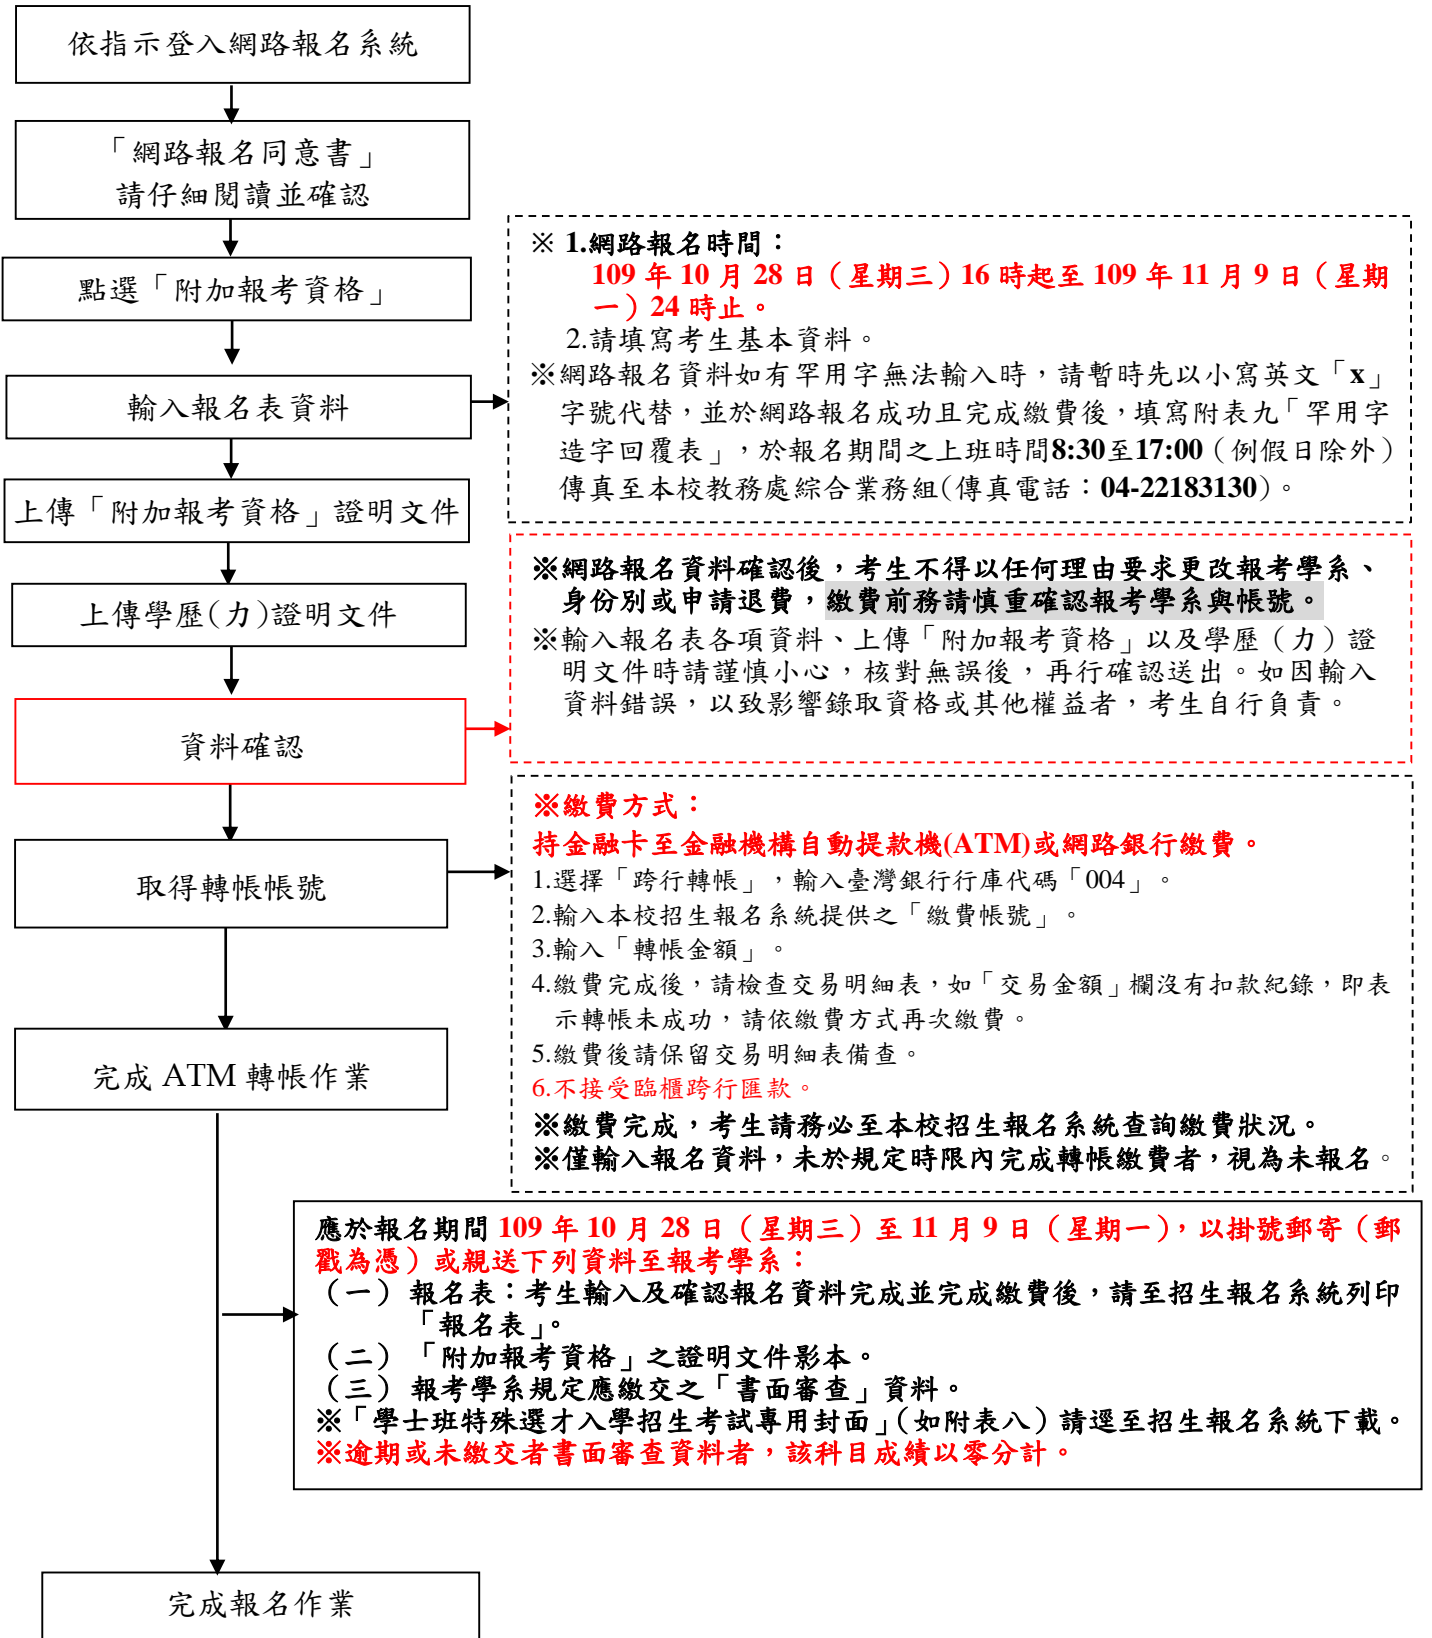 依指示登入網路報名系統
「網路報名同意書」
請仔細閱讀並確認
點選「附加報考資格」
輸入報名表資料
上傳「附加報考資格」證明文件
上傳學歷(力)證明文件
資料確認
取得轉帳帳號
完成 ATM 轉帳作業
※ 1.網路報名時間：
109 年 10 月 28 日（星期三）16 時起至 109 年 11 月 9 日（星期
一）24 時止。
2.請填寫考生基本資料。
※網路報名資料如有罕用字無法輸入時，請暫時先以小寫英文「x」
字號代替，並於網路報名成功且完成繳費後，填寫附表九「罕用字
造字回覆表」，於報名期間之上班時間8:30至17:00（例假日除外）
傳真至本校教務處綜合業務組(傳真電話：04-22183130)。
※網路報名資料確認後，考生不得以任何理由要求更改報考學系、
身份別或申請退費，繳費前務請慎重確認報考學系與帳號。
※輸入報名表各項資料、上傳「附加報考資格」以及學歷（力）證
明文件時請謹慎小心，核對無誤後，再行確認送出。如因輸入
資料錯誤，以致影響錄取資格或其他權益者，考生自行負責。
※繳費方式：
持金融卡至金融機構自動提款機(ATM)或網路銀行繳費。
1.選擇「跨行轉帳」，輸入臺灣銀行行庫代碼「004」。
2.輸入本校招生報名系統提供之「繳費帳號」。
3.輸入「轉帳金額」。
4.繳費完成後，請檢查交易明細表，如「交易金額」欄沒有扣款紀錄，即表
示轉帳未成功，請依繳費方式再次繳費。
5.繳費後請保留交易明細表備查。
6.不接受臨櫃跨行匯款。
※繳費完成，考生請務必至本校招生報名系統查詢繳費狀況。
※僅輸入報名資料，未於規定時限內完成轉帳繳費者，視為未報名。
應於報名期間 109 年 10 月 28 日（星期三）至 11 月 9 日（星期一），以掛號郵寄（郵
戳為憑）或親送下列資料至報考學系：
（一） 報名表：考生輸入及確認報名資料完成並完成繳費後，請至招生報名系統列印
「報名表」。
（二） 「附加報考資格」之證明文件影本。
（三） 報考學系規定應繳交之「書面審查」資料。
※「學士班特殊選才入學招生考試專用封面」（如附表八）請逕至招生報名系統下載。
※逾期或未繳交者書面審查資料者，該科目成績以零分計。
完成報名作業